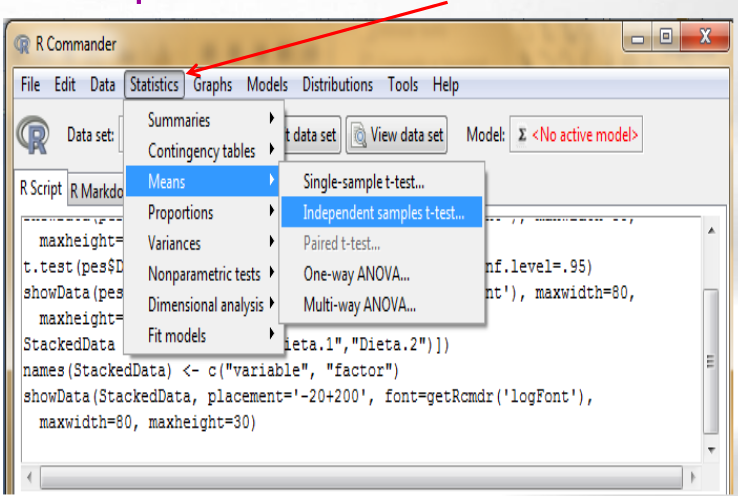 R Commander
File Edit Data Statistics Graphs Models Distributions Tools Help
Data set: t data set View data set Model: Σ <No active model>
R Script R Markdo
Summaries
Contingency tables
Means
Proportions
Variances
Nonparametric tests
Dimensional analysis
Fit models
Single-sample t-test...
Independent samples t-test...
Paired t-test...
One-way ANOVA...
Multi-way ANOVA...
maxheight=
t.test(pes$D nf.level=.95)
showData(pes nt'), maxwidth=80,
maxheight=
StackedData ieta.1","Dieta.2")])
names(StackedData) <- c("variable", "factor")
showData(StackedData, placement='-20+200', font=getRcmdr('logFont'),
maxwidth=80, maxheight=30)